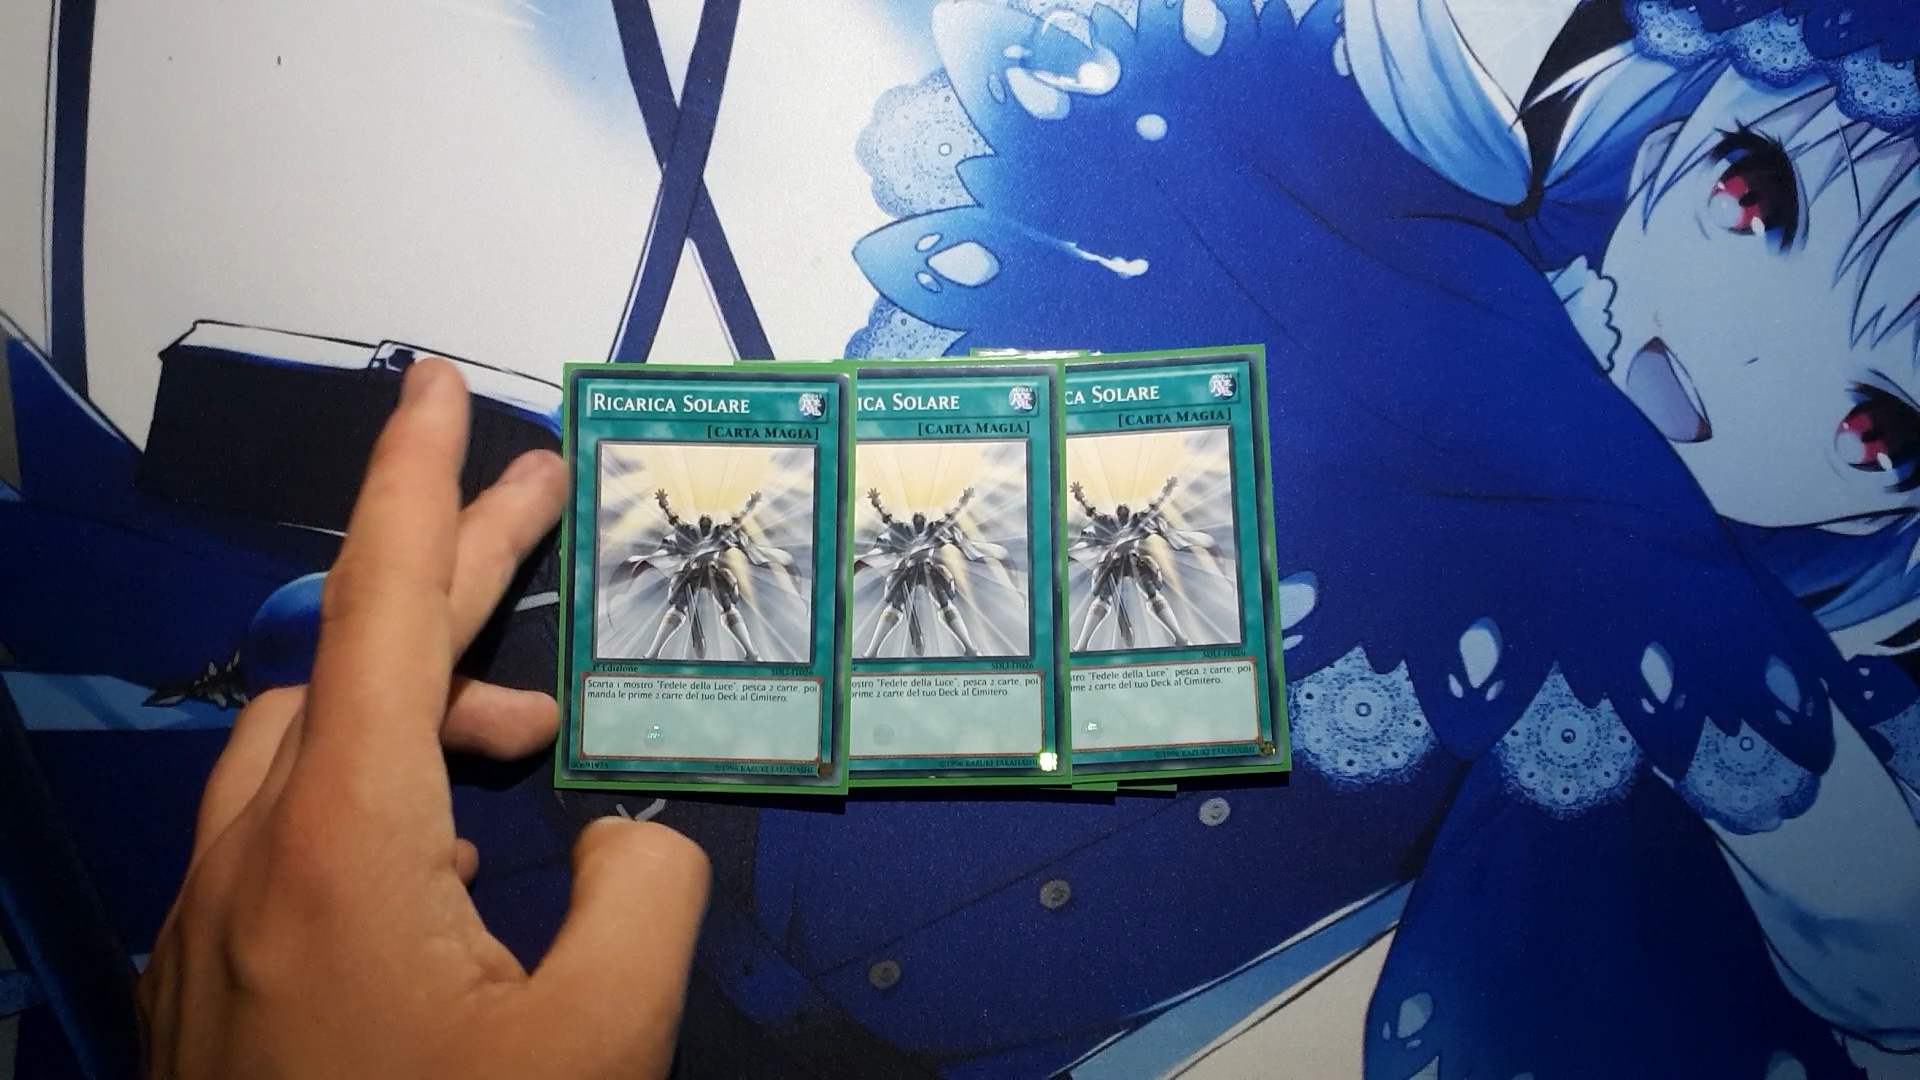 RICARICA SOLARE
[CARTA MAGIA]
1ª Edizione
SDLI-IT026
Scarta 1 mostro "Fedele della Luce", pesca 2 carte, poi
manda le prime 2 carte del tuo Deck al Cimitero.
©1996 KAZUKI TAKAHASHI
ICA SOLARE
[CARTA MAGIA]
SDLI-IT026
ostro "Fedele della Luce", pesca 2 carte, poi
rime 2 carte del tuo Deck al Cimitero.
©1996 KAZUKI TAKAHASHI
CA SOLARE
[CARTA MAGIA]
SDLI-IT026
stro "Fedele della Luce", pesca 2 carte, poi
ime 2 carte del tuo Deck al Cimitero.
©1996 KAZUKI TAKAHASHI